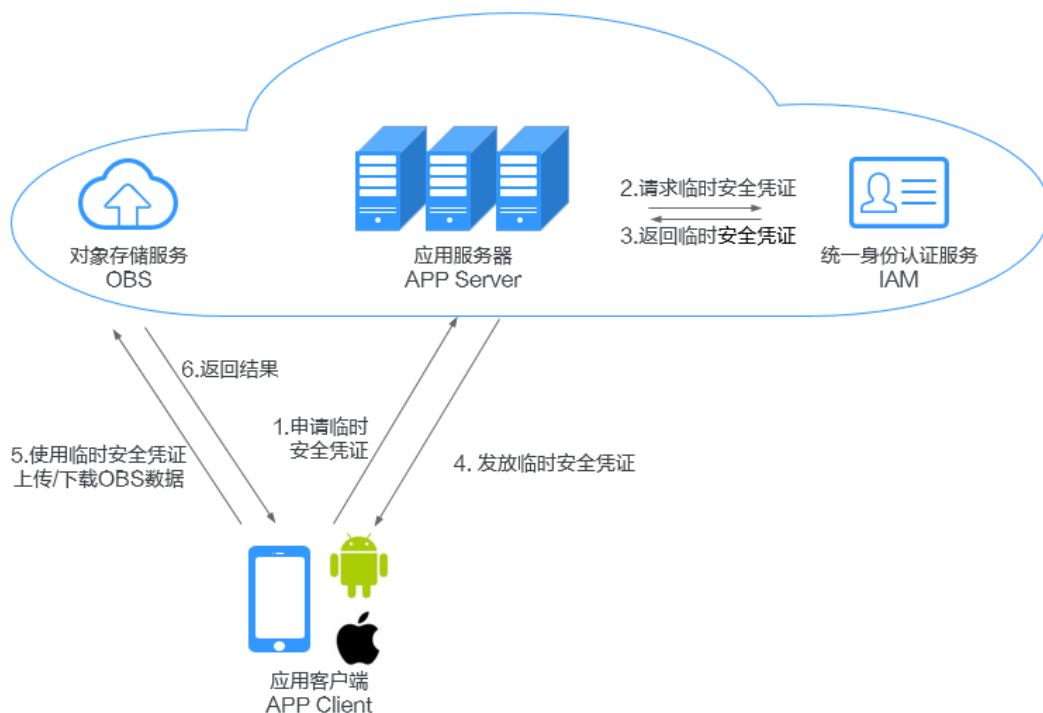 2.请求临时安全凭证
3.返回临时安全凭证
对象存储服务
OBS
应用服务器
APP Server
统一身份认证服务
IAM
6.返回结果
1.申请临时
安全凭证
5.使用临时安全凭证
上传/下载OBS数据
4. 发放临时安全凭证
应用客户端
APP Client